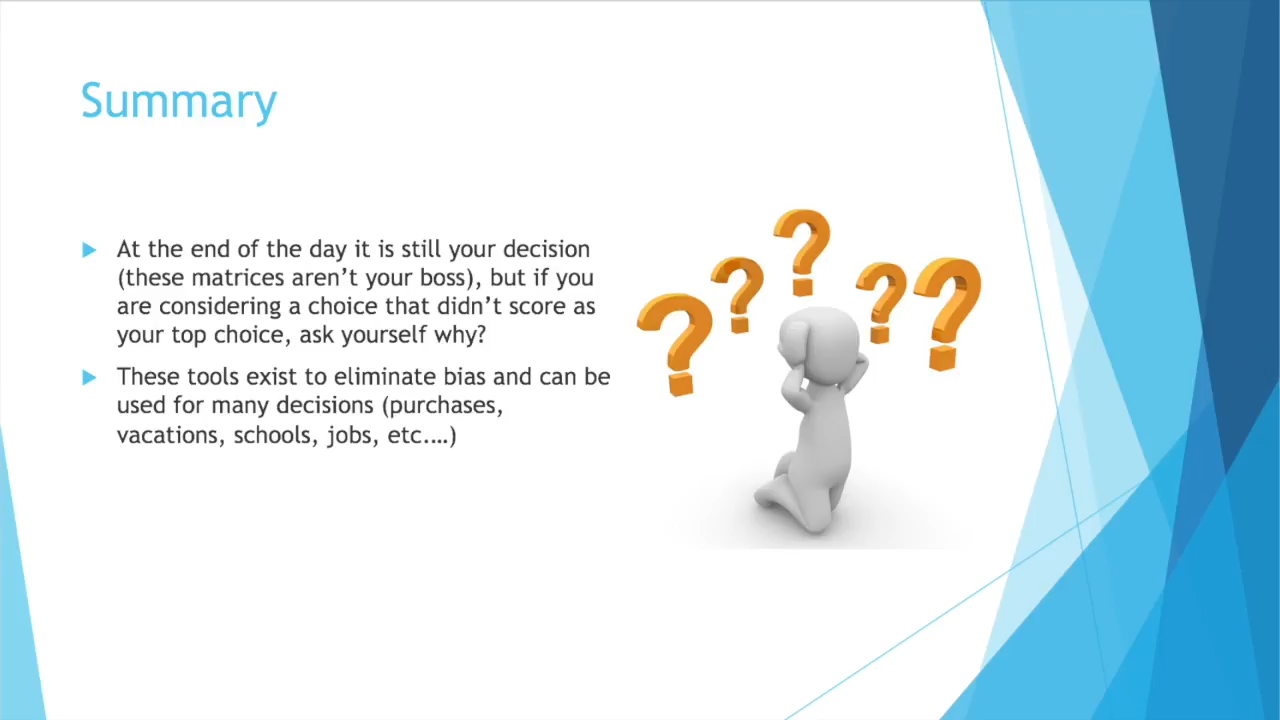 Summary
At the end of the day it is still your decision
(these matrices aren’t your boss), but if you
are considering a choice that didn’t score as
your top choice, ask yourself why?
These tools exist to eliminate bias and can be
used for many decisions (purchases,
vacations, schools, jobs, etc.…)
? ? ? ? ?